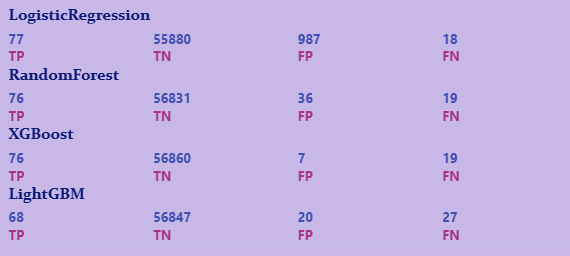 LogisticRegression
77 55880 987 18
TP TN FP FN
RandomForest
76 56831 36 19
TP TN FP FN
XGBoost
76 56860 7 19
TP TN FP FN
LightGBM
68 56847 20 27
TP TN FP FN